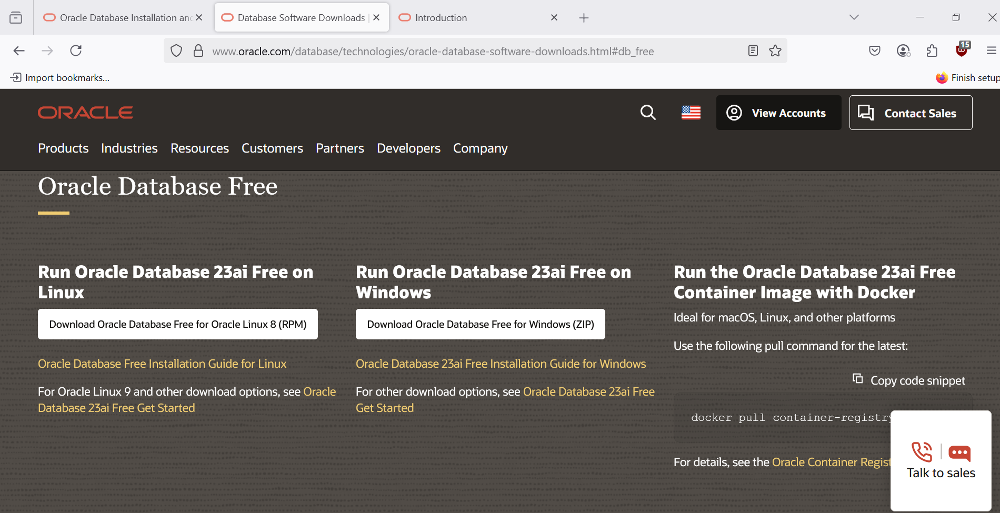 Oracle Database Installation and
Database Software Downloads |
Introduction
www.oracle.com/database/technologies/oracle-database-software-downloads.html#db_free
15
Import bookmarks...
Finish setup
ORACLE
View Accounts
Contact Sales
Products Industries Resources Customers Partners Developers Company
Oracle Database Free
Run Oracle Database 23ai Free on
Linux
Download Oracle Database Free for Oracle Linux 8 (RPM)
Oracle Database Free Installation Guide for Linux
For Oracle Linux 9 and other download options, see Oracle
Database 23ai Free Get Started
Run Oracle Database 23ai Free on
Windows
Download Oracle Database Free for Windows (ZIP)
Oracle Database 23ai Free Installation Guide for Windows
For other download options, see Oracle Database 23ai Free
Get Started
Run the Oracle Database 23ai Free
Container Image with Docker
Ideal for macOS, Linux, and other platforms
Use the following pull command for the latest:
Copy code snippet
docker pull container-registry
For details, see the Oracle Container Regist
Talk to sales